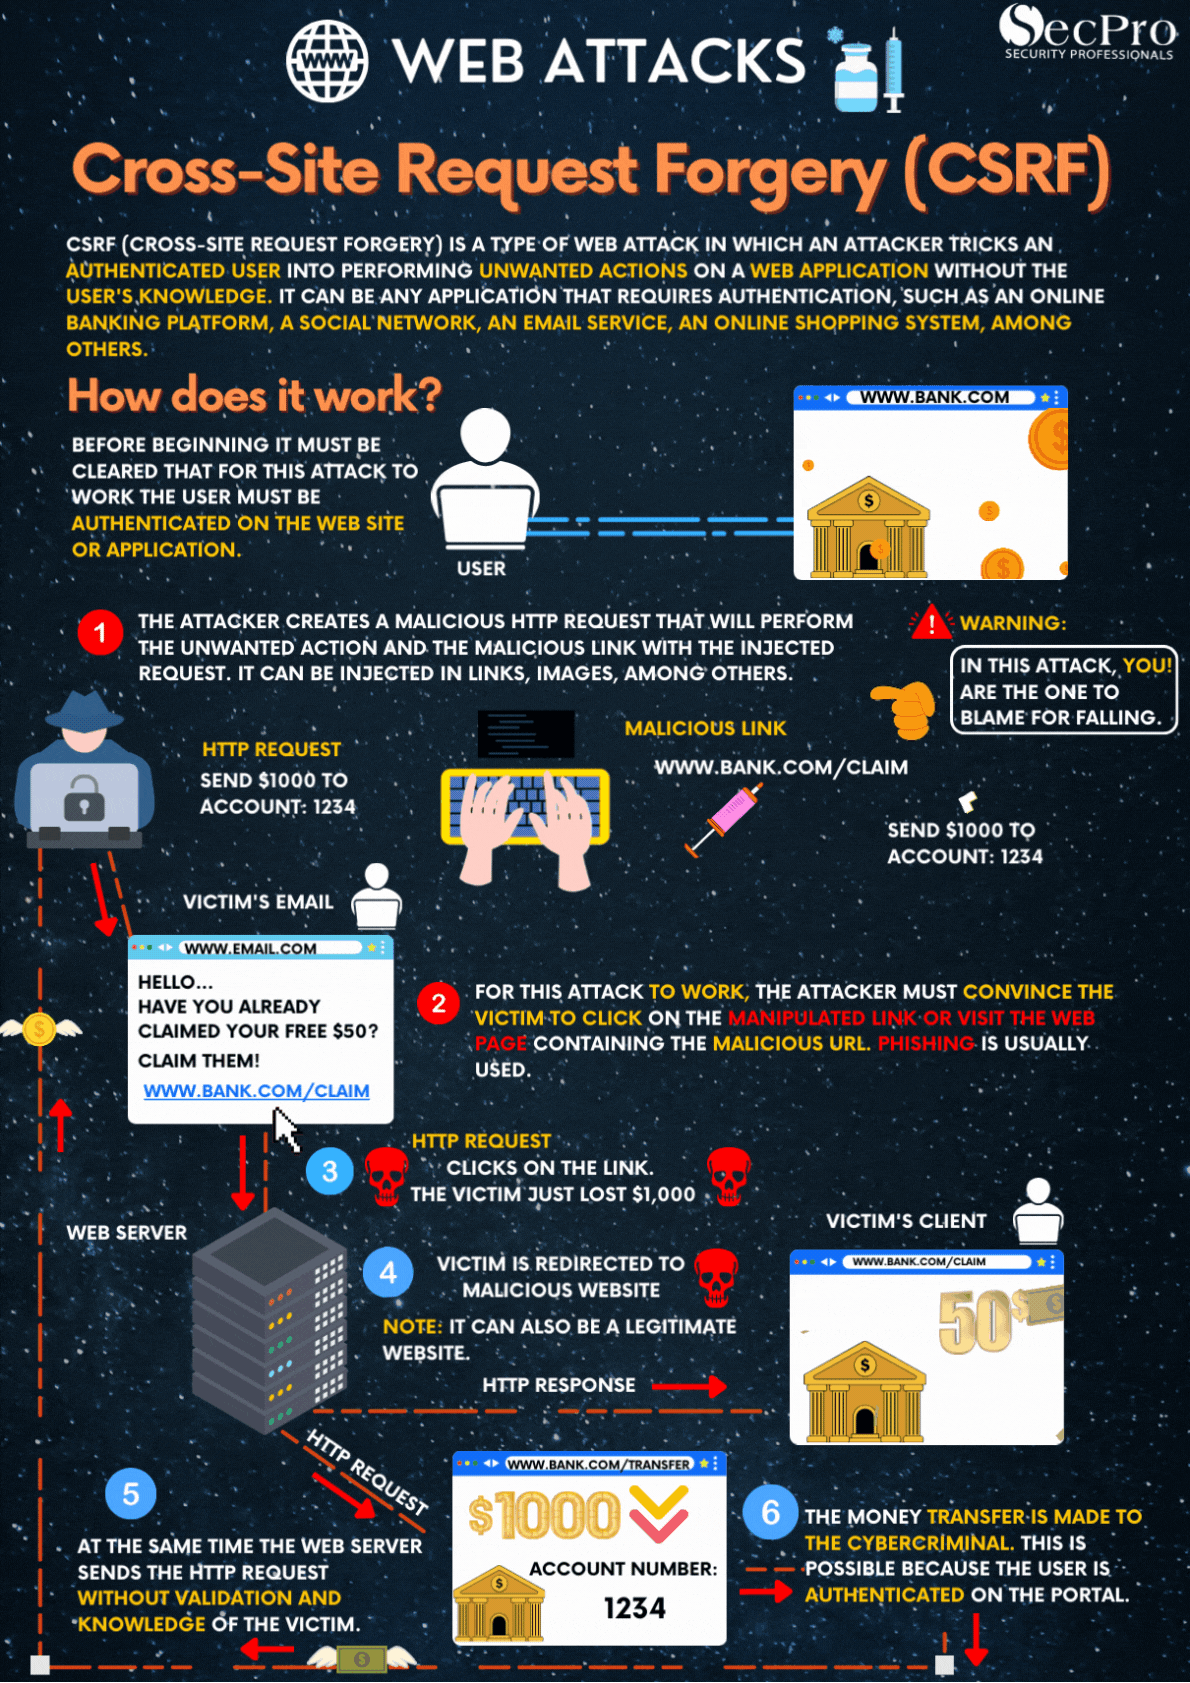 WWW
WEB ATTACKS
SecPro
SECURITY PROFESSIONALS
Cross-Site Request Forgery (CSRF)
CSRF (CROSS-SITE REQUEST FORGERY) IS A TYPE OF WEB ATTACK IN WHICH AN ATTACKER TRICKS AN
AUTHENTICATED USER INTO PERFORMING UNWANTED ACTIONS ON A WEB APPLICATION WITHOUT THE
USER'S KNOWLEDGE. IT CAN BE ANY APPLICATION THAT REQUIRES AUTHENTICATION, SUCH AS AN ONLINE
BANKING PLATFORM, A SOCIAL NETWORK, AN EMAIL SERVICE, AN ONLINE SHOPPING SYSTEM, AMONG
OTHERS.
How does it work?
BEFORE BEGINNING IT MUST BE
CLEARED THAT FOR THIS ATTACK TO
WORK THE USER MUST BE
AUTHENTICATED ON THE WEB SITE
OR APPLICATION.
USER
WWW.BANK.COM
$
$
$
$
$
1
THE ATTACKER CREATES A MALICIOUS HTTP REQUEST THAT WILL PERFORM
THE UNWANTED ACTION AND THE MALICIOUS LINK WITH THE INJECTED
REQUEST. IT CAN BE INJECTED IN LINKS, IMAGES, AMONG OTHERS.
! WARNING:
IN THIS ATTACK, YOU!
ARE THE ONE TO
BLAME FOR FALLING.
HTTP REQUEST
SEND $1000 TO
ACCOUNT: 1234
MALICIOUS LINK
WWW.BANK.COM/CLAIM
SEND $1000 TO
ACCOUNT: 1234
VICTIM'S EMAIL
WWW.EMAIL.COM
HELLO...
HAVE YOU ALREADY
CLAIMED YOUR FREE $50?
CLAIM THEM!
WWW.BANK.COM/CLAIM
$
2
FOR THIS ATTACK TO WORK, THE ATTACKER MUST CONVINCE THE
VICTIM TO CLICK ON THE MANIPULATED LINK OR VISIT THE WEB
PAGE CONTAINING THE MALICIOUS URL. PHISHING IS USUALLY
USED.
3
HTTP REQUEST
CLICKS ON THE LINK.
THE VICTIM JUST LOST $1,000
WEB SERVER
4
VICTIM IS REDIRECTED TO
MALICIOUS WEBSITE
NOTE: IT CAN ALSO BE A LEGITIMATE
WEBSITE.
HTTP RESPONSE
VICTIM'S CLIENT
WWW.BANK.COM/CLAIM
50$
$
HTTP REQUEST
5
AT THE SAME TIME THE WEB SERVER
SENDS THE HTTP REQUEST
WITHOUT VALIDATION AND
KNOWLEDGE OF THE VICTIM.
WWW.BANK.COM/TRANSFER
$1000
ACCOUNT NUMBER:
1234
$
6
THE MONEY TRANSFER IS MADE TO
THE CYBERCRIMINAL. THIS IS
POSSIBLE BECAUSE THE USER IS
AUTHENTICATED ON THE PORTAL.
$